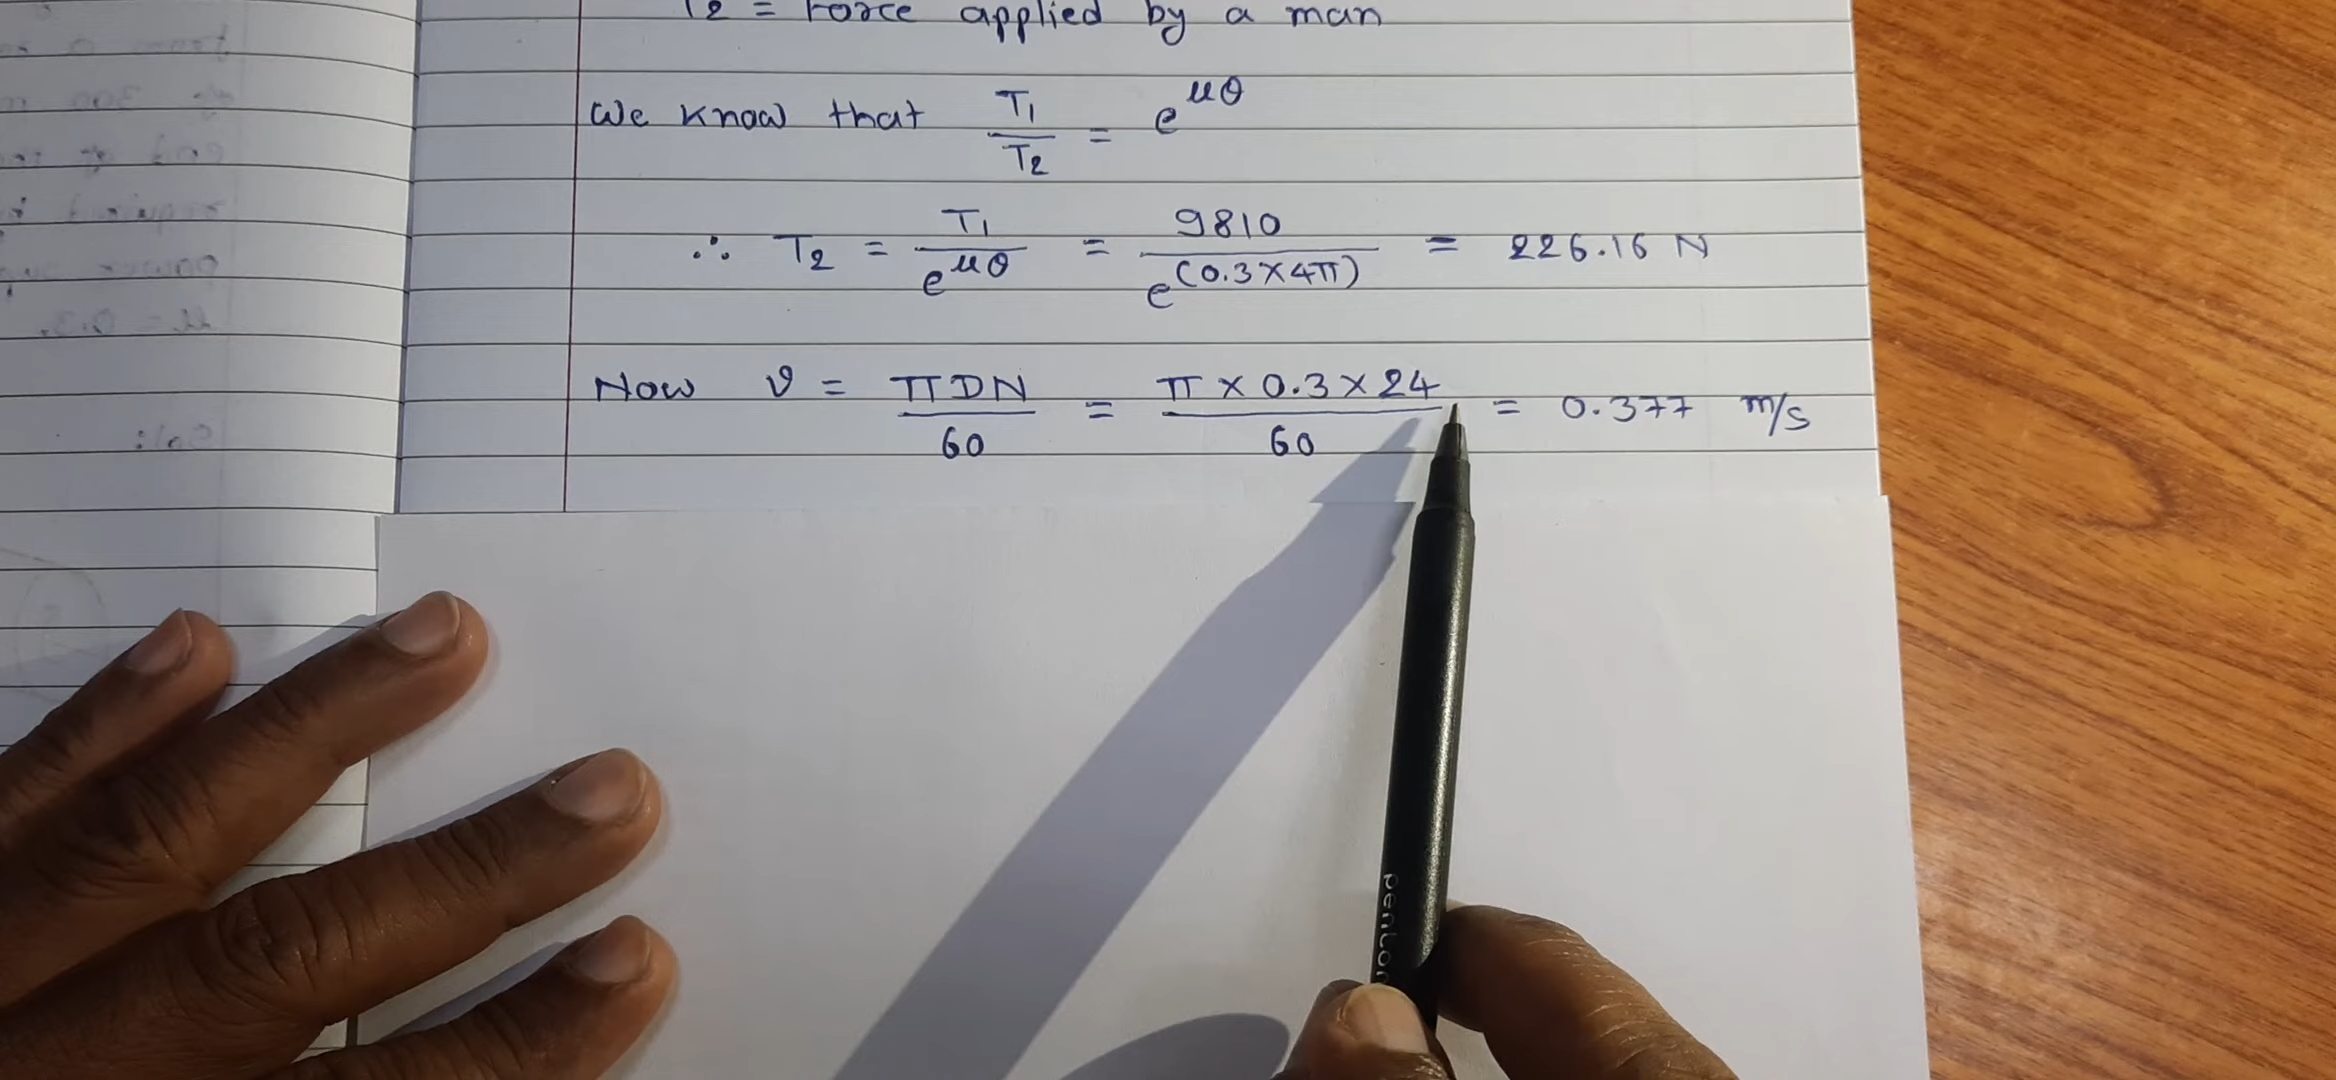 T2 = Force applied by a man
We know that T1/T2 = e^μθ
∴ T2 = T1/e^μθ = 9810/e^(0.3×4π) = 226.16 N
Now v = πDN/60 = π × 0.3 × 24/60 = 0.377 m/s